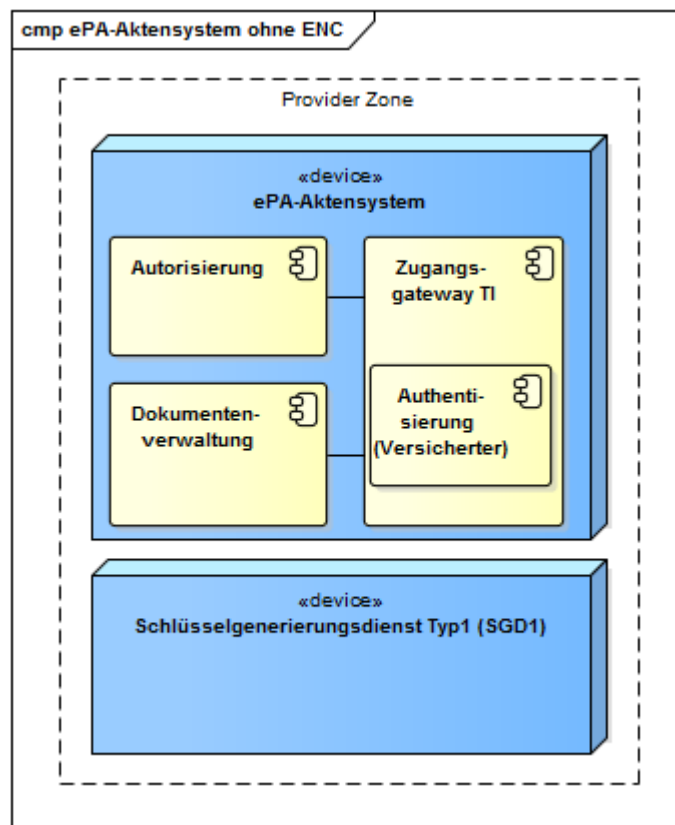 cmp ePA-Aktensystem ohne ENC
Provider Zone
«device»
ePA-Aktensystem
Autorisierung
Zugangs-
gateway TI
Dokumenten-
verwaltung
Authenti-
sierung
(Versicherter)
«device»
Schlüsselgenerierungsdienst Typ1 (SGD1)